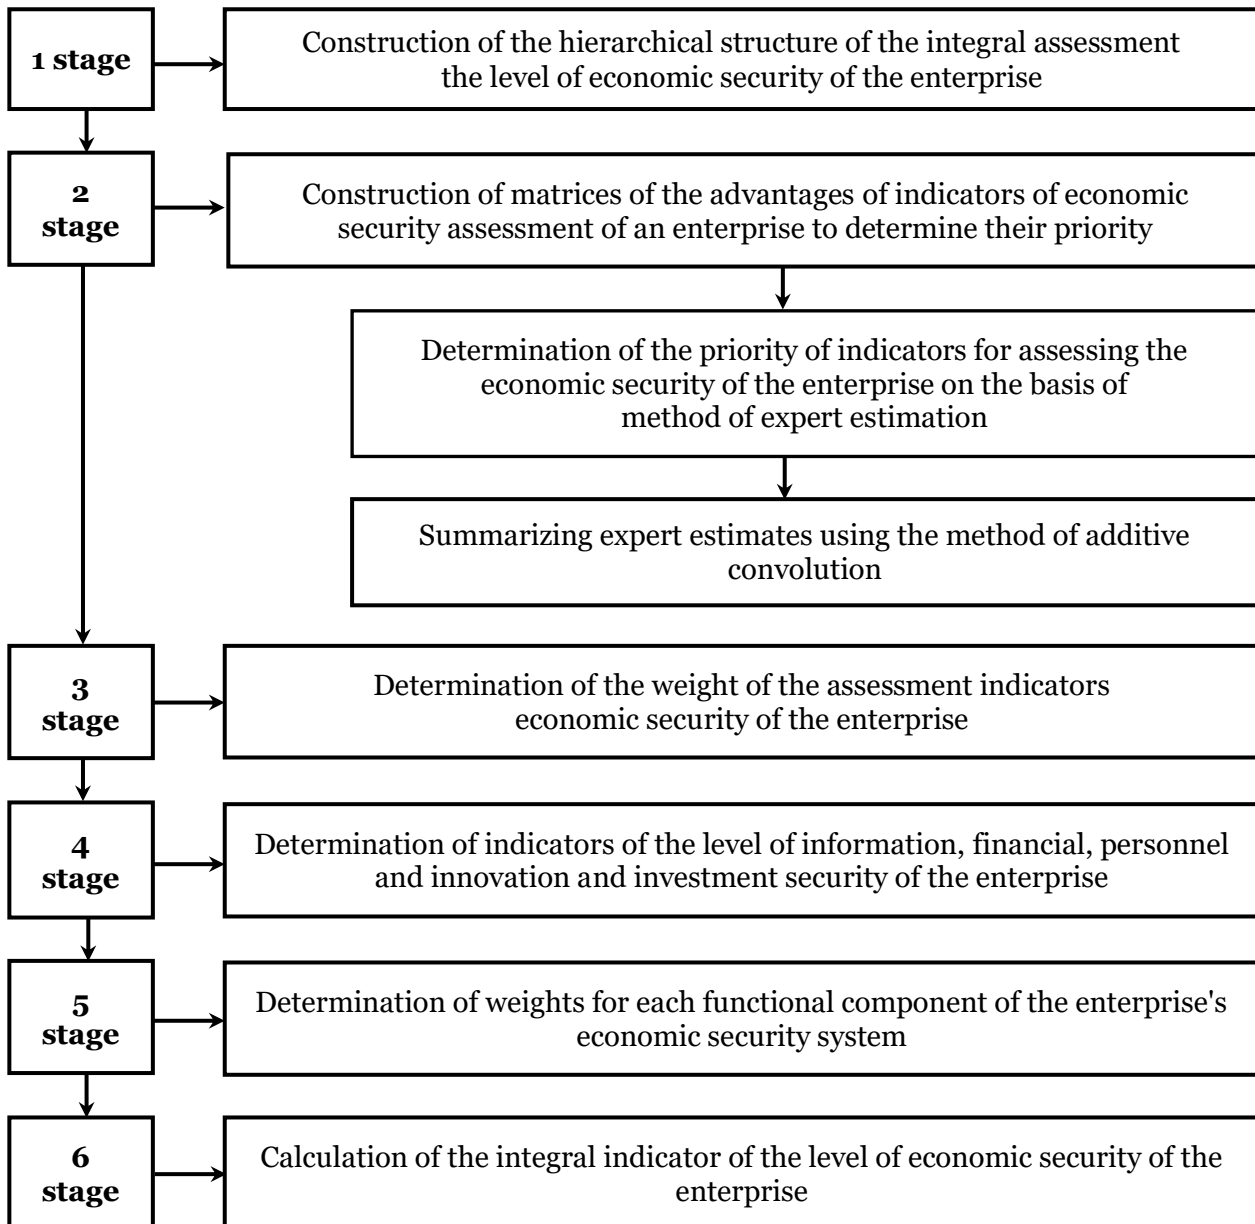 1 stage
Construction of the hierarchical structure of the integral assessment
the level of economic security of the enterprise
2
stage
Construction of matrices of the advantages of indicators of economic
security assessment of an enterprise to determine their priority
Determination of the priority of indicators for assessing the
economic security of the enterprise on the basis of
method of expert estimation
Summarizing expert estimates using the method of additive
convolution
3
stage
Determination of the weight of the assessment indicators
economic security of the enterprise
4
stage
Determination of indicators of the level of information, financial, personnel
and innovation and investment security of the enterprise
5
stage
Determination of weights for each functional component of the enterprise's
economic security system
6
stage
Calculation of the integral indicator of the level of economic security of the
enterprise